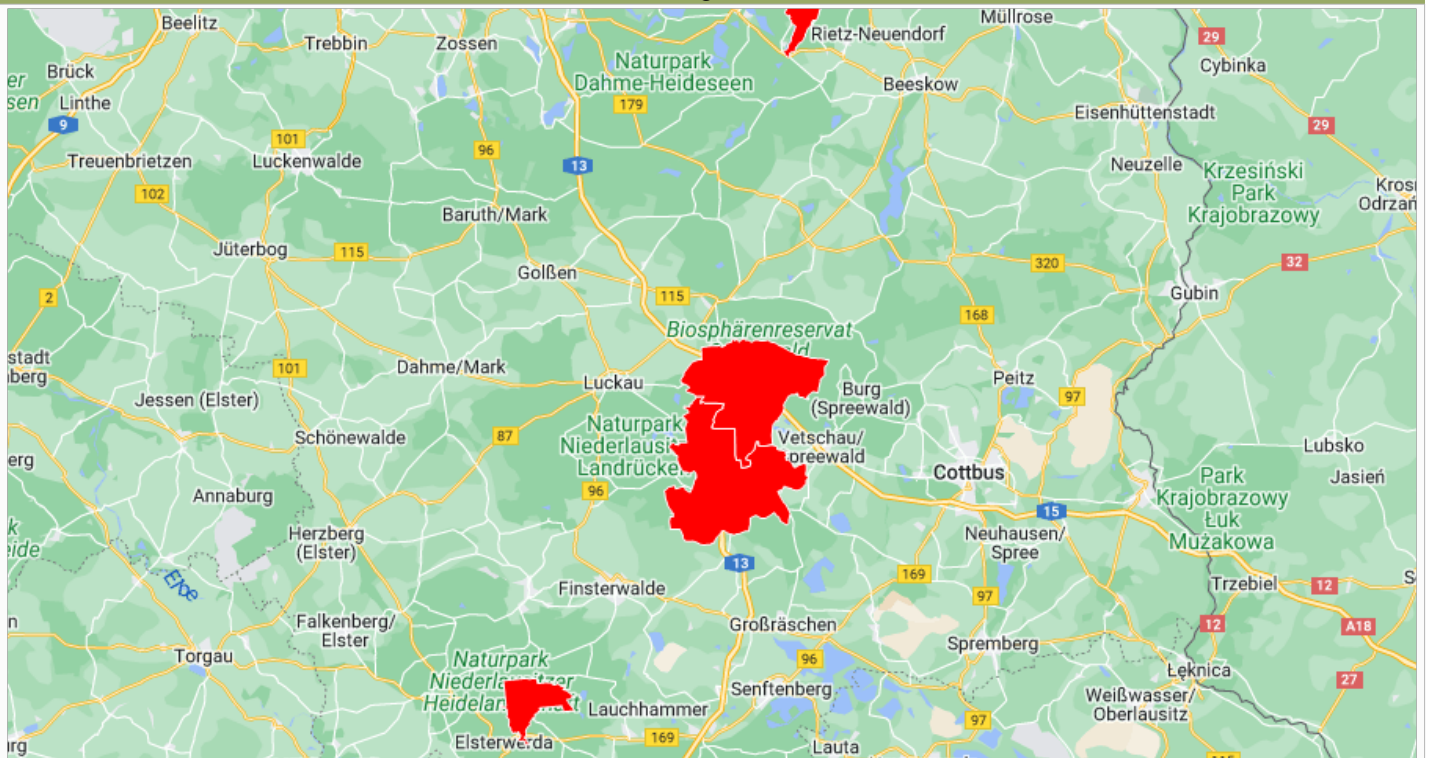 Beelitz
Müllrose
Trebbin
Zossen
Rietz-Neuendorf
29
Cybinka
Naturpark
Dahme-Heideseen
Brück
Beeskow
Linthe
179
Eisenhüttenstadt
9
29
101
96
13
Treuenbrietzen
Luckenwalde
Neuzelle
Krzesiński
Park
Krajobrazowy
102
Baruth/Mark
Jüterbog
115
Golßen
320
32
2
115
Gubin
168
Biosphärenreservat
101
Dahme/Mark
Luckau
Peitz
Burg
(Spreewald)
97
Jessen (Elster)
Naturpark
87
Schönewalde
Vetschau/
Lubsko
Cottbus
Jasień
96
Annaburg
Park
Krajobrazowy
Łuk
Mużakowa
15
Herzberg
(Elster)
Neuhausen/
Spree
13
169
Finsterwalde
97
Trzebiel
12
Falkenberg/
Elster
Großräschen
12
A18
Torgau
Spremberg
Naturpark
96
Łęknica
27
Senftenberg
Weißwasser/
Oberlausitz
Lauchhammer
97
169
Elsterwerda
Lauta